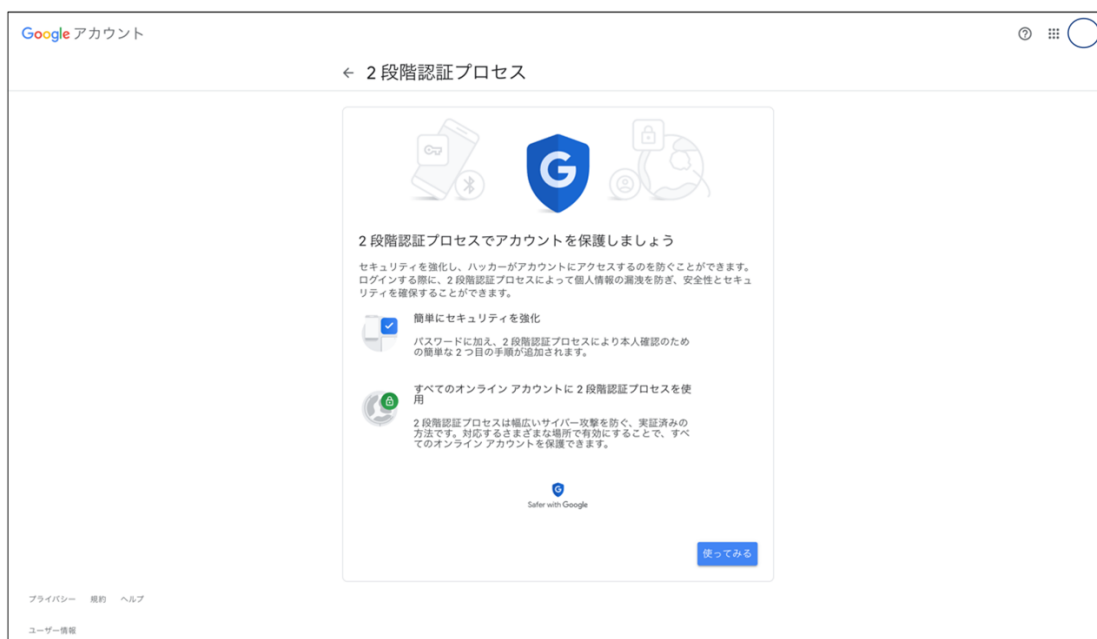 Google アカウント
← 2 段階認証プロセス
G
2 段階認証プロセスでアカウントを保護しましょう
セキュリティを強化し、ハッカーがアカウントにアクセスするのを防ぐことができます。
ログインする際に、2 段階認証プロセスによって個人情報の漏洩を防ぎ、安全性とセキュ
リティを確保することができます。
簡単にセキュリティを強化
パスワードに加え、2 段階認証プロセスにより本人確認のため
の簡単な 2 つ目の手順が追加されます。
すべてのオンライン アカウントに 2 段階認証プロセスを使
用
2 段階認証プロセスは幅広いサイバー攻撃を防ぐ、実証済みの
方法です。対応するさまざまな場所で有効にすることで、すべ
てのオンライン アカウントを保護できます。
G
Safer with Google
使ってみる
プライバシー 規約 ヘルプ
ユーザー情報